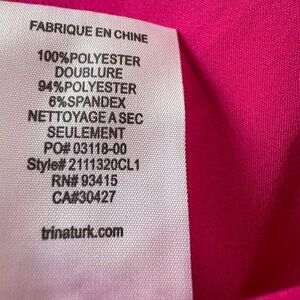 FABRIQUE EN CHINE
100%POLYESTER
DOUBLURE
94%POLYESTER
6%SPANDEX
NETTOYAGE A SEC
SEULEMENT
PO# 03118-00
Style# 2111320CL1
RN# 93415
CA#30427
trinaturk.com